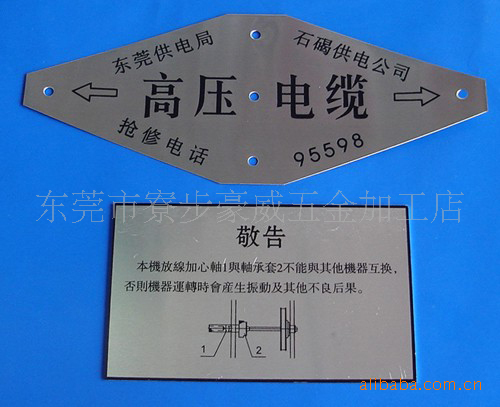 东莞供电局
石碣供电公司
高压电缆
抢修电话
95598
东莞市寮步豪威五金加工店
敬告
本機放線加心軸1與軸承套2不能與其他機器互换,
否則機器運轉時會産生振動及其他不良后果。
1
2
alibaba.com.cn